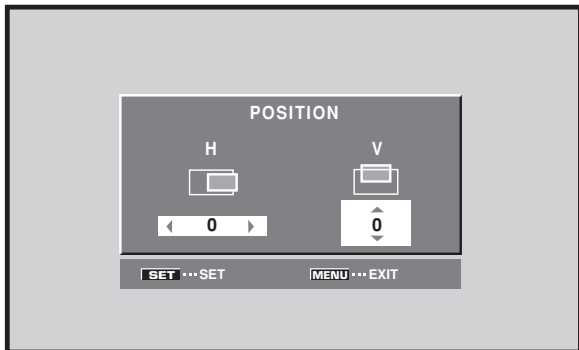 POSITION
H V
0 0
SET ··· SET MENU ··· EXIT